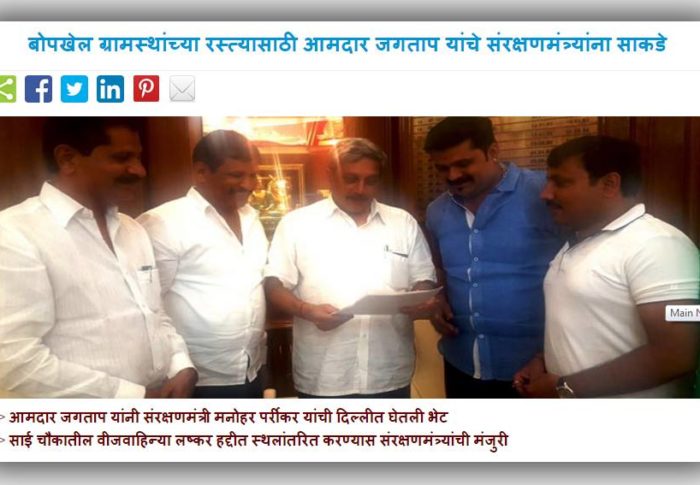 बोपखेल ग्रामस्थांच्या रस्त्यासाठी आमदार जगताप यांचे संरक्षणमंत्र्यांना साकडे
> आमदार जगताप यांनी संरक्षणमंत्री मनोहर पर्रीकर यांची दिल्लीत घेतली भेट
> साई चौकातील वीजवाहिन्या लष्कर हद्दीत स्थलांतरित करण्यास संरक्षणमंत्र्यांची मंजुरी
Main